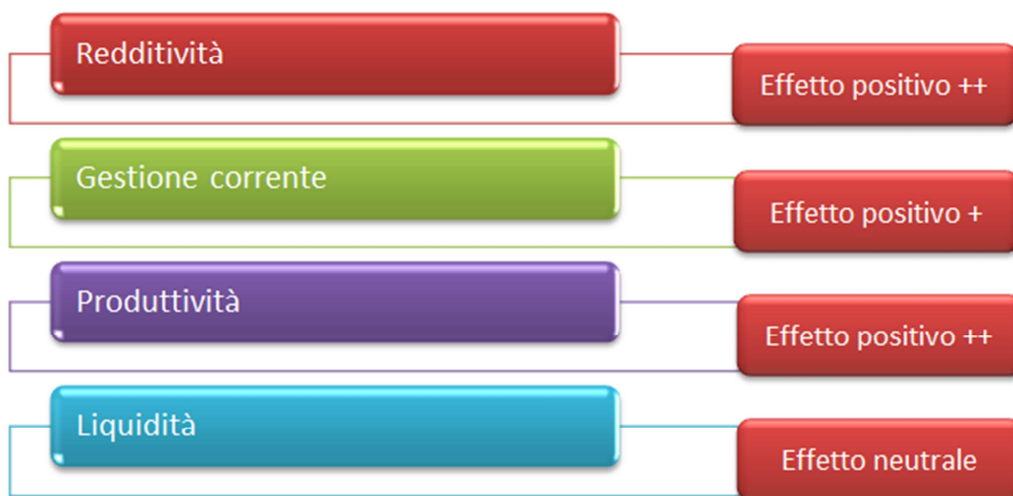 Redditività
Effetto positivo ++
Gestione corrente
Effetto positivo +
Produttività
Effetto positivo ++
Liquidità
Effetto neutrale